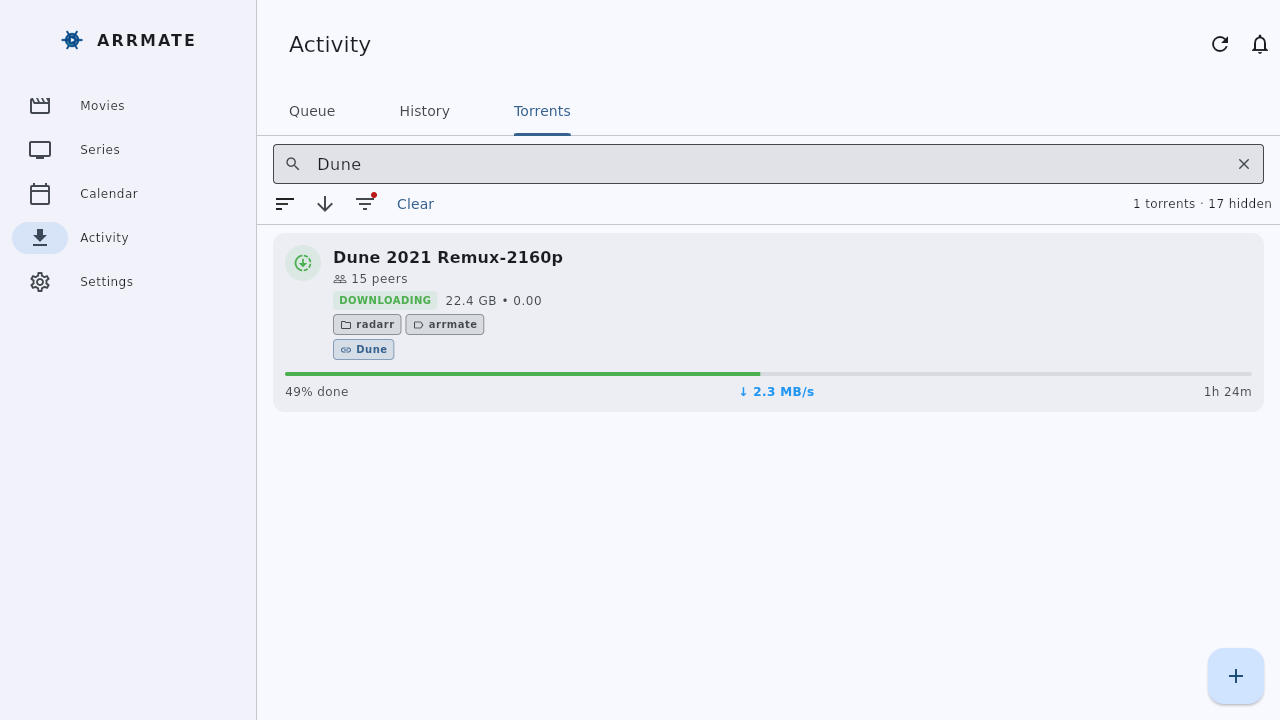 ARRMATE
Movies
Series
Calendar
Activity
Settings
Activity
Queue
History
Torrents
Dune
Clear
1 torrents · 17 hidden
Dune 2021 Remux-2160p
15 peers
DOWNLOADING 22.4 GB • 0.00
radarr arrmate
Dune
49% done ↓ 2.3 MB/s 1h 24m